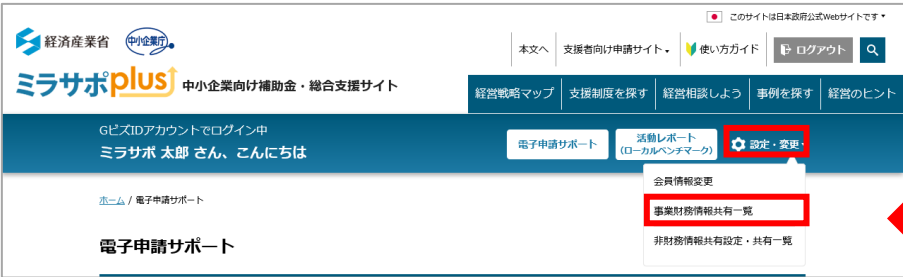 このサイトは日本政府公式Webサイトです
経済産業省 中小企業庁
本文へ 支援者向け申請サイト 使い方ガイド ログアウト
ミラサポplus 中小企業向け補助金・総合支援サイト
経営戦略マップ 支援制度を探す 経営相談しよう 事例を探す 経営のヒント
GビズIDアカウントでログイン中
ミラサポ 太郎 さん、こんにちは
電子申請サポート
活動レポート
(ローカルベンチマーク)
設定・変更
会員情報変更
事業財務情報共有一覧
非財務情報共有設定・共有一覧
ホーム / 電子申請サポート
電子申請サポート